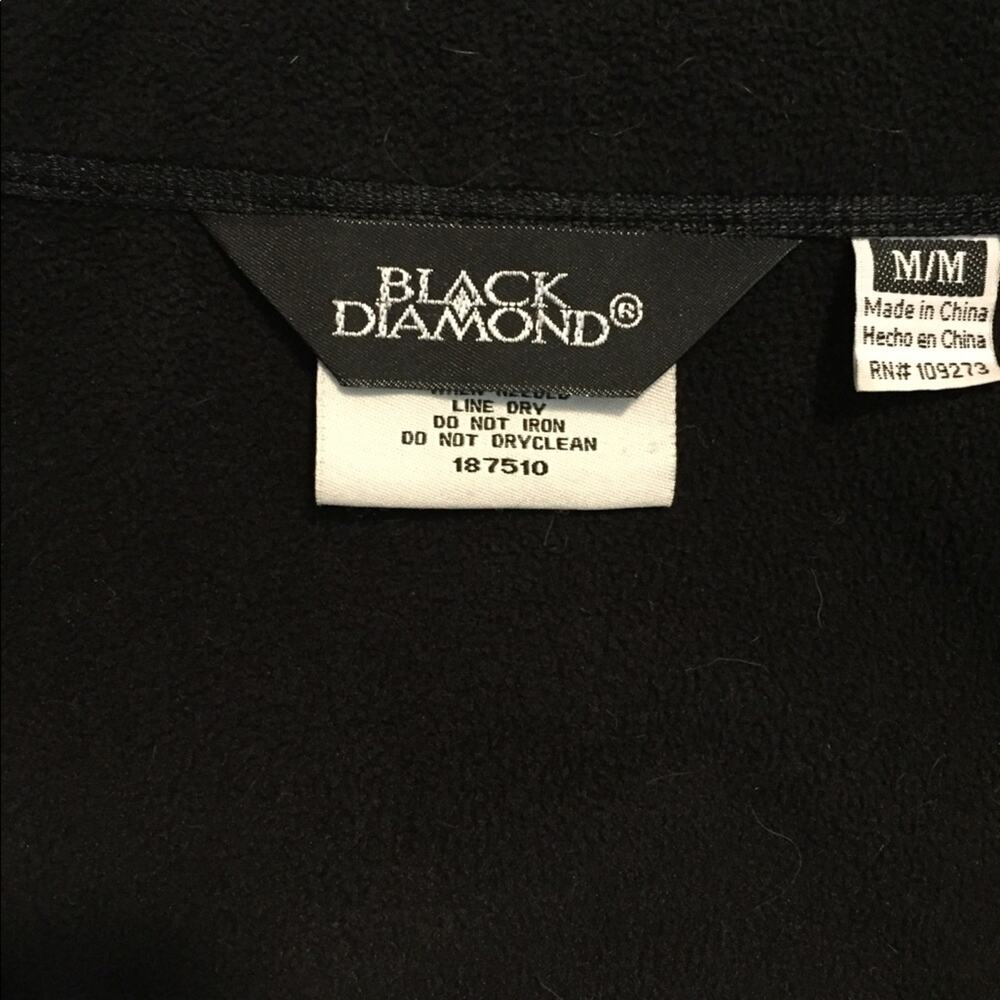 BLACK
DIAMOND®
LINE DRY
DO NOT IRON
DO NOT DRYCLEAN
187510
M/M
Made in China
Hecho en China
RN# 109273